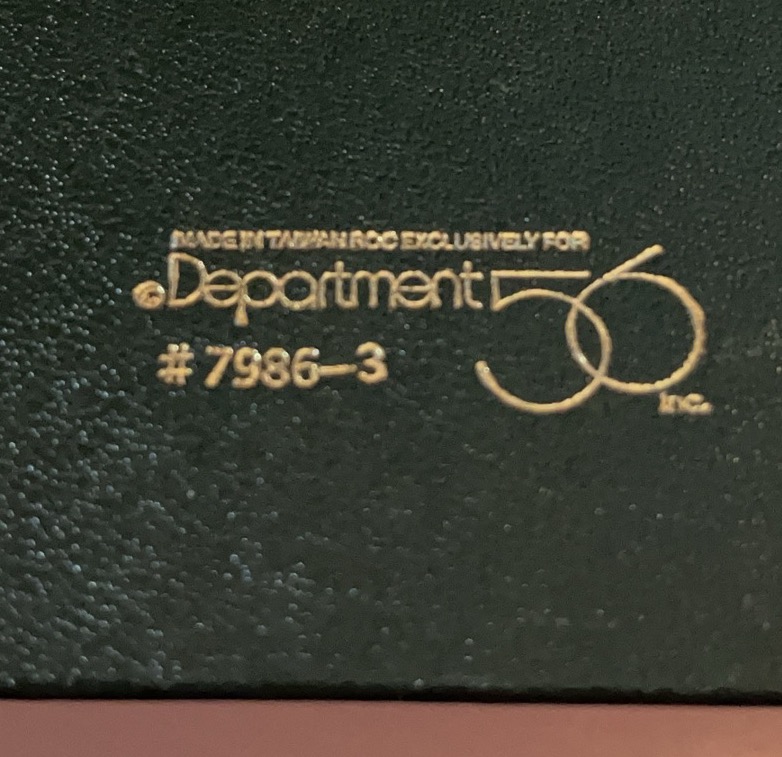 MADE IN TAIWAN ROC EXCLUSIVELY FOR
©Department 56
# 7986-3
inc.